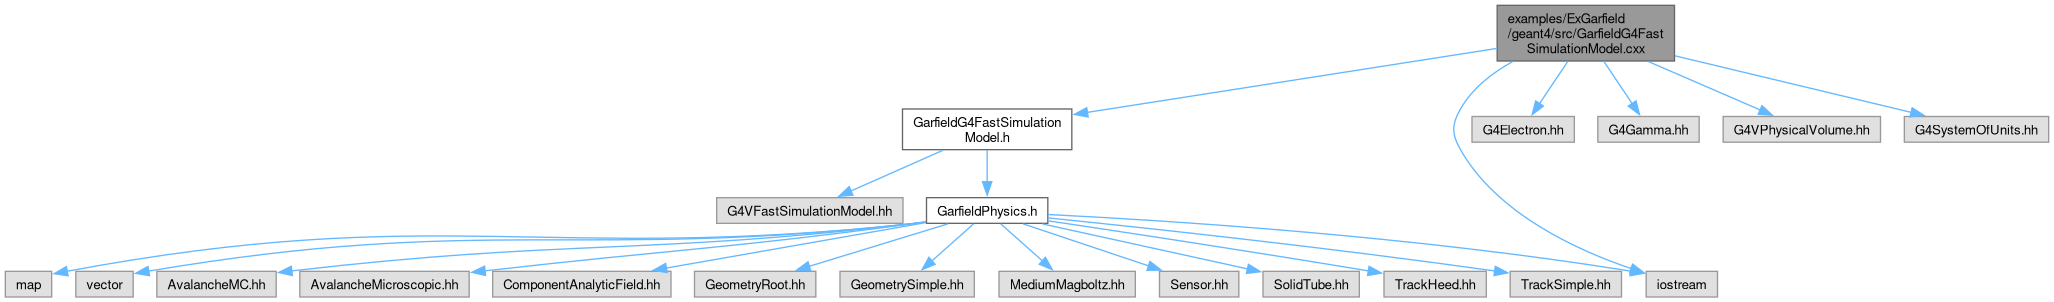 examples/ExGarfield
/geant4/src/GarfieldG4Fast
SimulationModel.cxx
GarfieldG4FastSimulation
Model.h
G4Electron.hh
G4Gamma.hh
G4VPhysicalVolume.hh
G4SystemOfUnits.hh
G4VFastSimulationModel.hh
GarfieldPhysics.h
map
vector
AvalancheMC.hh
AvalancheMicroscopic.hh
ComponentAnalyticField.hh
GeometryRoot.hh
GeometrySimple.hh
MediumMagboltz.hh
Sensor.hh
SolidTube.hh
TrackHeed.hh
TrackSimple.hh
iostream